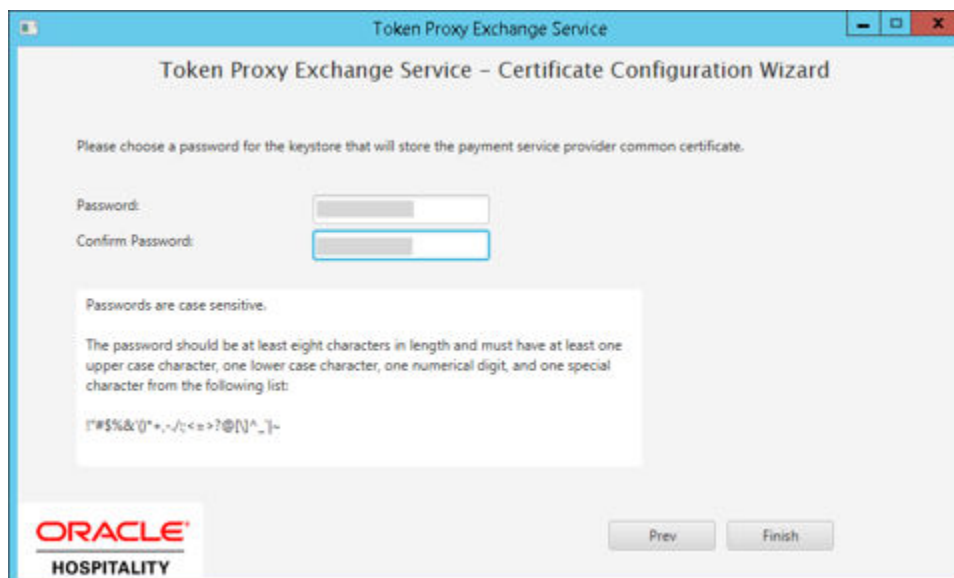 Token Proxy Exchange Service
Token Proxy Exchange Service – Certificate Configuration Wizard
Please choose a password for the keystore that will store the payment service provider common certificate.
Password:
Confirm Password:
Passwords are case sensitive.
The password should be at least eight characters in length and must have at least one
upper case character, one lower case character, one numerical digit, and one special
character from the following list:
!"#$%&'()*+,-./:;<=>?@[\]^_`|~
Prev
Finish
ORACLE®
HOSPITALITY